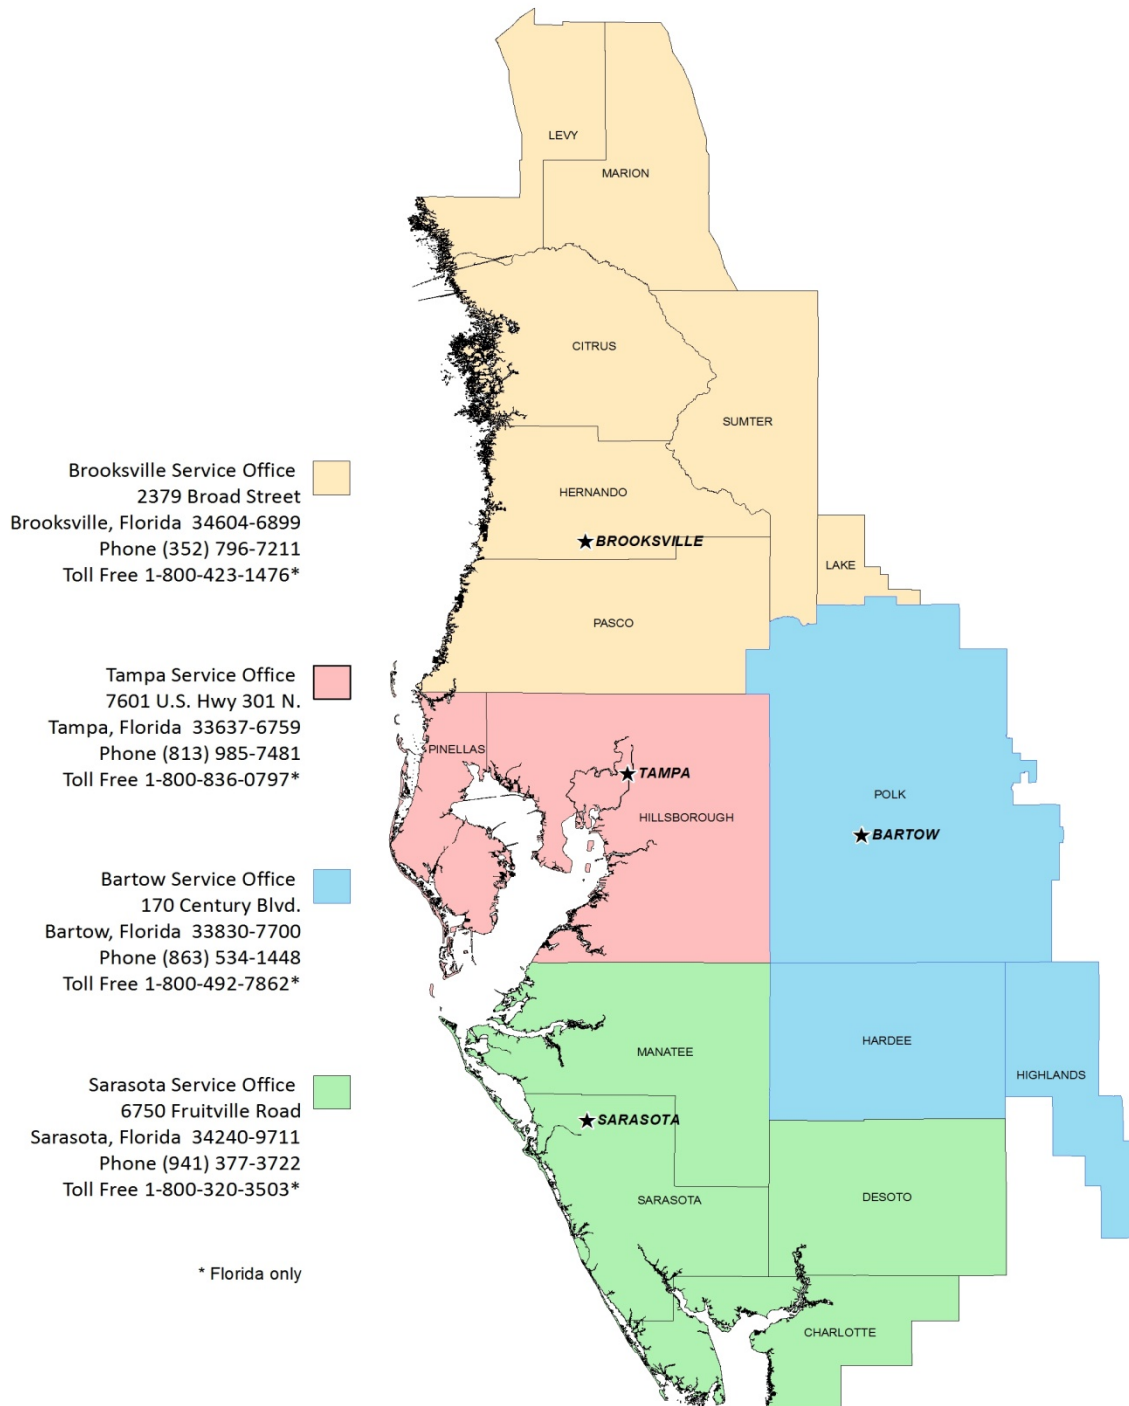 LEVY
MARION
CITRUS
SUMTER
HERNANDO
BROOKSVILLE
LAKE
PASCO
PINELLAS
TAMPA
HILLSBOROUGH
POLK
BARTOW
MANATEE
HARDEE
HIGHLANDS
SARASOTA
SARASOTA
DESOTO
CHARLOTTE
Brooksville Service Office
2379 Broad Street
Brooksville, Florida 34604-6899
Phone (352) 796-7211
Toll Free 1-800-423-1476*
Tampa Service Office
7601 U.S. Hwy 301 N.
Tampa, Florida 33637-6759
Phone (813) 985-7481
Toll Free 1-800-836-0797*
Bartow Service Office
170 Century Blvd.
Bartow, Florida 33830-7700
Phone (863) 534-1448
Toll Free 1-800-492-7862*
Sarasota Service Office
6750 Fruitville Road
Sarasota, Florida 34240-9711
Phone (941) 377-3722
Toll Free 1-800-320-3503*
* Florida only